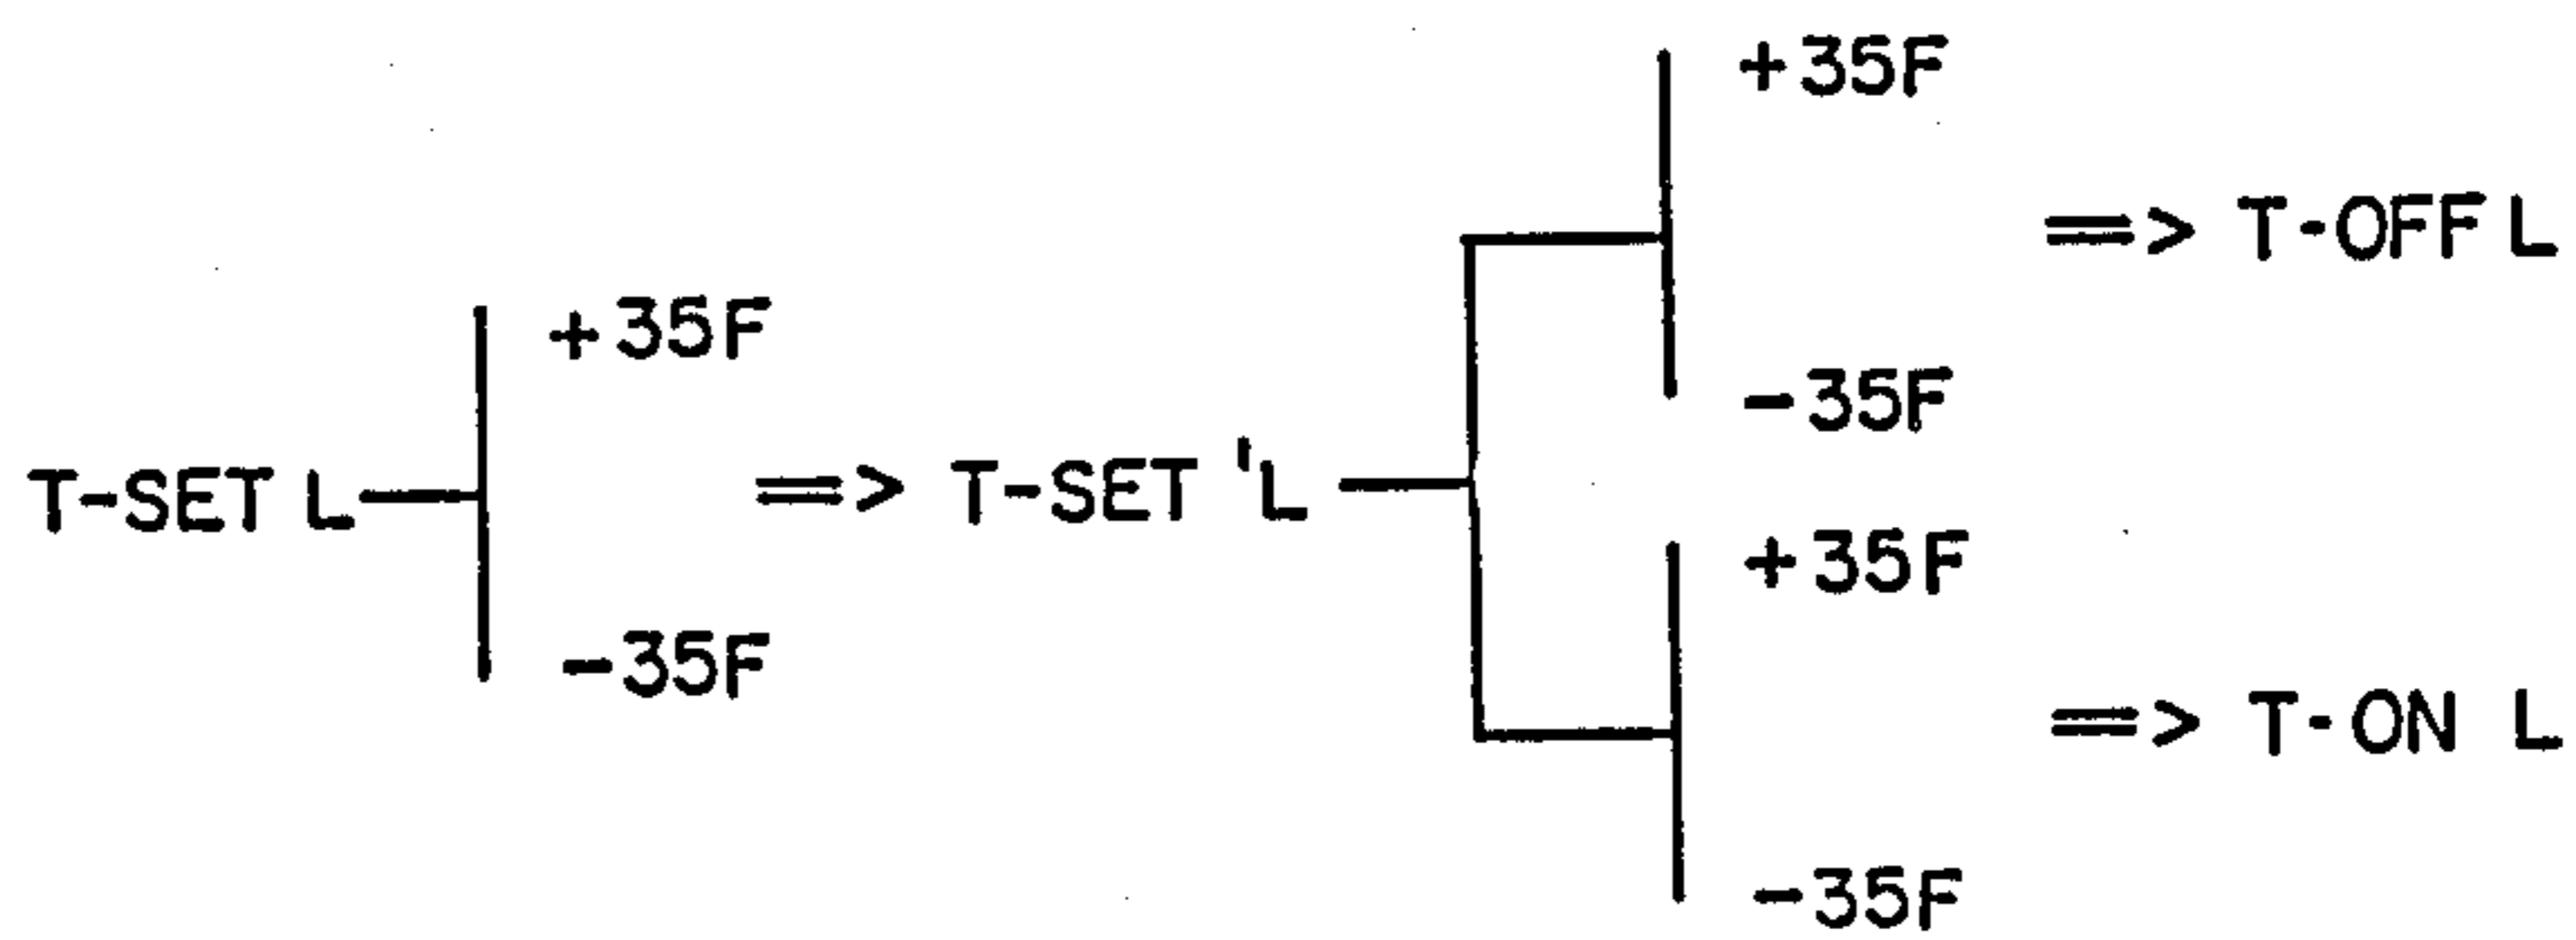 +35F
=> T-OFF L
+35F
-35F
T-SET L => T-SET 'L
+35F
-35F
=> T-ON L
-35F